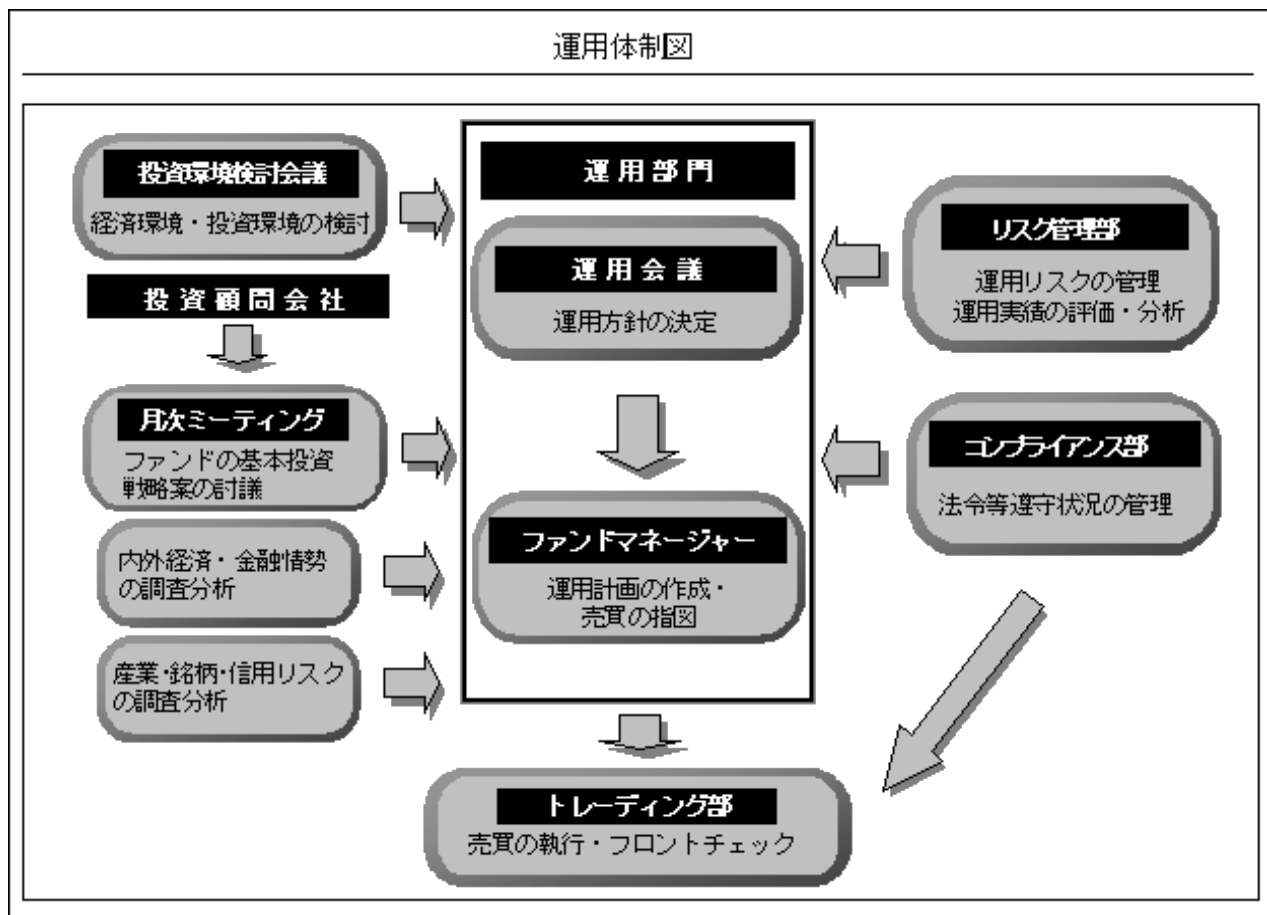 運用体制図
投資環境検討会議
経済環境・投資環境の検討
投資顧問会社
月次ミーティング
ファンドの基本投資
戦略案の討議
内外経済・金融情勢
の調査分析
産業・銘柄・信用リスク
の調査分析
運用部門
運用会議
運用方針の決定
ファンドマネージャー
運用計画の作成・
売買の指図
リスク管理部
運用リスクの管理
運用実績の評価・分析
コンプライアンス部
法令等遵守状況の管理
トレーディング部
売買の執行・フロントチェック